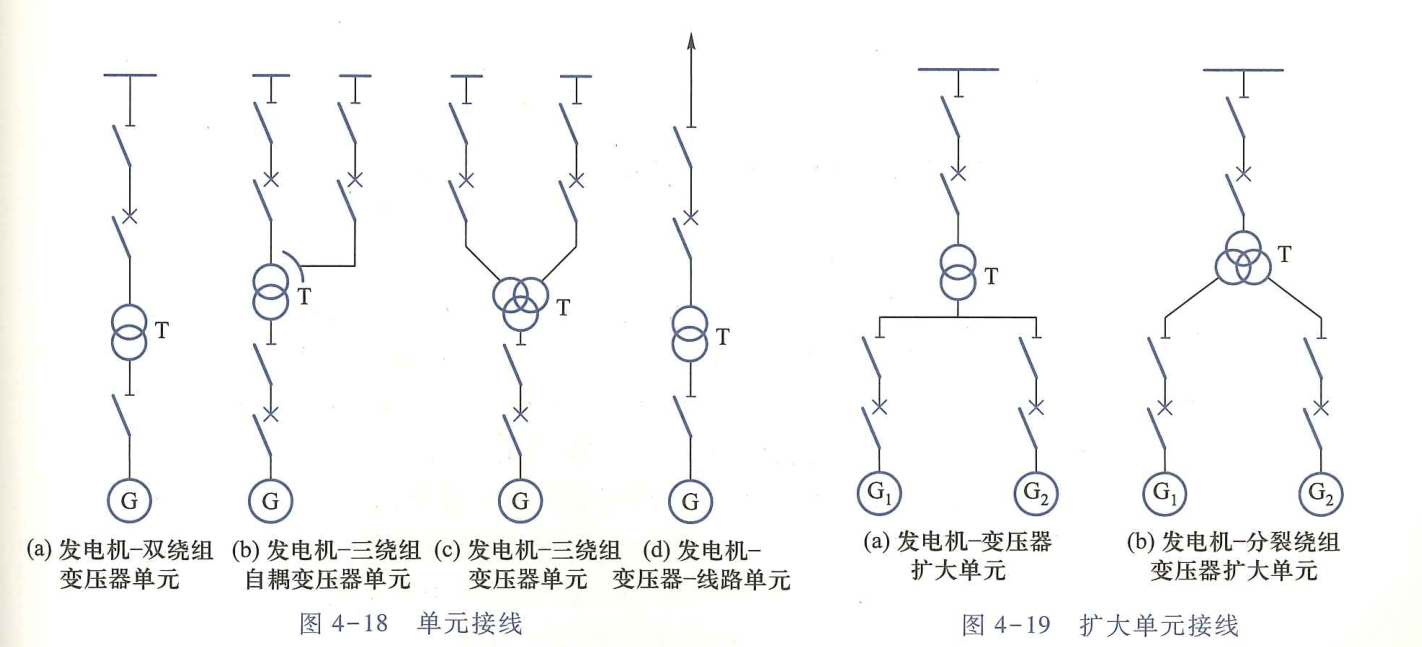 T
T
T
T
T
T
G
G
G
G
G₁
G₂
G₁
G₂
(a) 发电机-双绕组
变压器单元
(b) 发电机-三绕组
自耦变压器单元
(c) 发电机-三绕组
变压器单元
(d) 发电机-
变压器-线路单元
图 4-18 单元接线
(a) 发电机-变压器
扩大单元
(b) 发电机-分裂绕组
变压器扩大单元
图 4-19 扩大单元接线